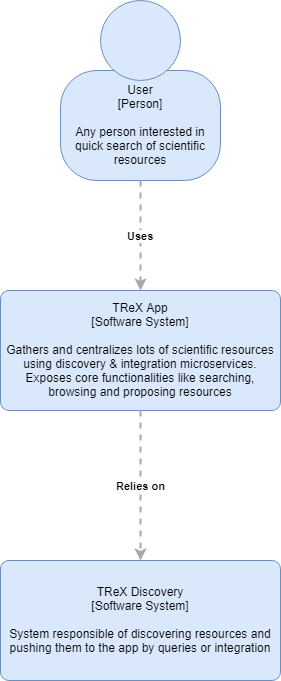 User
[Person]
Any person interested in
quick search of scientific
resources
Uses
TReX App
[Software System]
Gathers and centralizes lots of scientific resources
using discovery & integration microservices.
Exposes core functionalities like searching,
browsing and proposing resources
Relies on
TReX Discovery
[Software System]
System responsible of discovering resources and
pushing them to the app by queries or integration